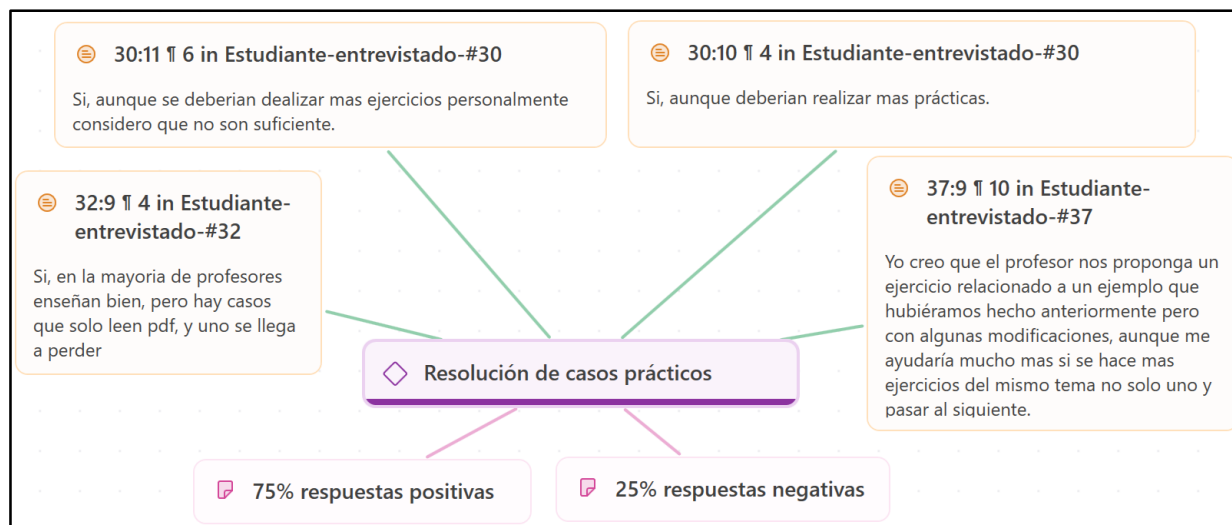 30:11 ¶ 6 in Estudiante-entrevistado-#30
Si, aunque se deberian dealizar mas ejercicios personalmente
considero que no son suficiente.
30:10 ¶ 4 in Estudiante-entrevistado-#30
Si, aunque deberian realizar mas prácticas.
32:9 ¶ 4 in Estudiante-
entrevistado-#32
Si, en la mayoria de profesores
enseñan bien, pero hay casos
que solo leen pdf, y uno se llega
a perder
37:9 ¶ 10 in Estudiante-
entrevistado-#37
Yo creo que el profesor nos proponga un
ejercicio relacionado a un ejemplo que
hubiéramos hecho anteriormente pero
con algunas modificaciones, aunque me
ayudaría mucho mas si se hace mas
ejercicios del mismo tema no solo uno y
pasar al siguiente.
Resolución de casos prácticos
75% respuestas positivas
25% respuestas negativas